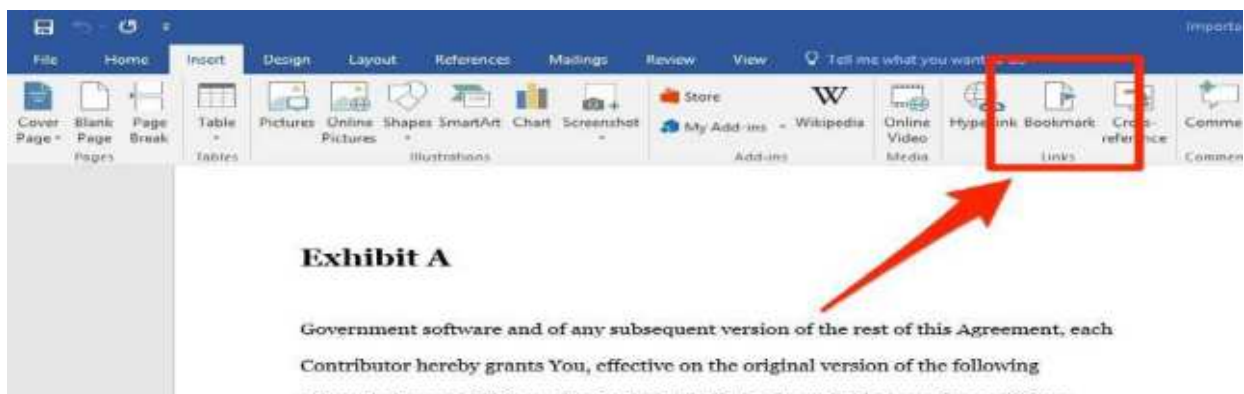 Importa
File Home Insert Design Layout References Mailings Review View Tell me what you want
Cover Page Blank Page Page Break Table Pictures Online Pictures Shapes SmartArt Chart Screenshot Store My Add-ins Wikipedia Online Video Hyperlink Bookmark Cross-reference Comme
Pages Tables Illustrations Add-ins Media Links Commen
Exhibit A
Government software and of any subsequent version of the rest of this Agreement, each
Contributor hereby grants You, effective on the original version of the following